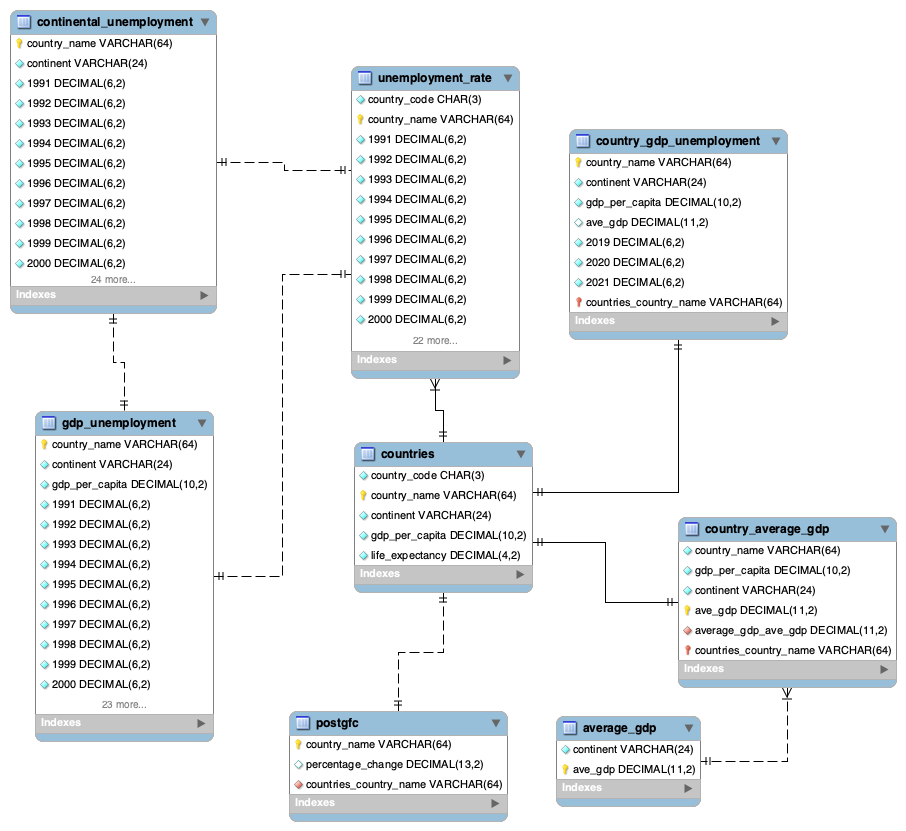 continental_unemployment
country_name VARCHAR(64)
continent VARCHAR(24)
1991 DECIMAL(6,2)
1992 DECIMAL(6,2)
1993 DECIMAL(6,2)
1994 DECIMAL(6,2)
1995 DECIMAL(6,2)
1996 DECIMAL(6,2)
1997 DECIMAL(6,2)
1998 DECIMAL(6,2)
1999 DECIMAL(6,2)
2000 DECIMAL(6,2)
24 more...
Indexes
unemployment_rate
country_code CHAR(3)
country_name VARCHAR(64)
1991 DECIMAL(6,2)
1992 DECIMAL(6,2)
1993 DECIMAL(6,2)
1994 DECIMAL(6,2)
1995 DECIMAL(6,2)
1996 DECIMAL(6,2)
1997 DECIMAL(6,2)
1998 DECIMAL(6,2)
1999 DECIMAL(6,2)
2000 DECIMAL(6,2)
22 more...
Indexes
country_gdp_unemployment
country_name VARCHAR(64)
continent VARCHAR(24)
gdp_per_capita DECIMAL(10,2)
ave_gdp DECIMAL(11,2)
2019 DECIMAL(6,2)
2020 DECIMAL(6,2)
2021 DECIMAL(6,2)
countries_country_name VARCHAR(64)
Indexes
gdp_unemployment
country_name VARCHAR(64)
continent VARCHAR(24)
gdp_per_capita DECIMAL(10,2)
1991 DECIMAL(6,2)
1992 DECIMAL(6,2)
1993 DECIMAL(6,2)
1994 DECIMAL(6,2)
1995 DECIMAL(6,2)
1996 DECIMAL(6,2)
1997 DECIMAL(6,2)
1998 DECIMAL(6,2)
1999 DECIMAL(6,2)
2000 DECIMAL(6,2)
23 more...
Indexes
countries
country_code CHAR(3)
country_name VARCHAR(64)
continent VARCHAR(24)
gdp_per_capita DECIMAL(10,2)
life_expectancy DECIMAL(4,2)
Indexes
country_average_gdp
country_name VARCHAR(64)
gdp_per_capita DECIMAL(10,2)
continent VARCHAR(24)
ave_gdp DECIMAL(11,2)
average_gdp_ave_gdp DECIMAL(11,2)
countries_country_name VARCHAR(64)
Indexes
postgfc
country_name VARCHAR(64)
percentage_change DECIMAL(13,2)
countries_country_name VARCHAR(64)
Indexes
average_gdp
continent VARCHAR(24)
ave_gdp DECIMAL(11,2)
Indexes